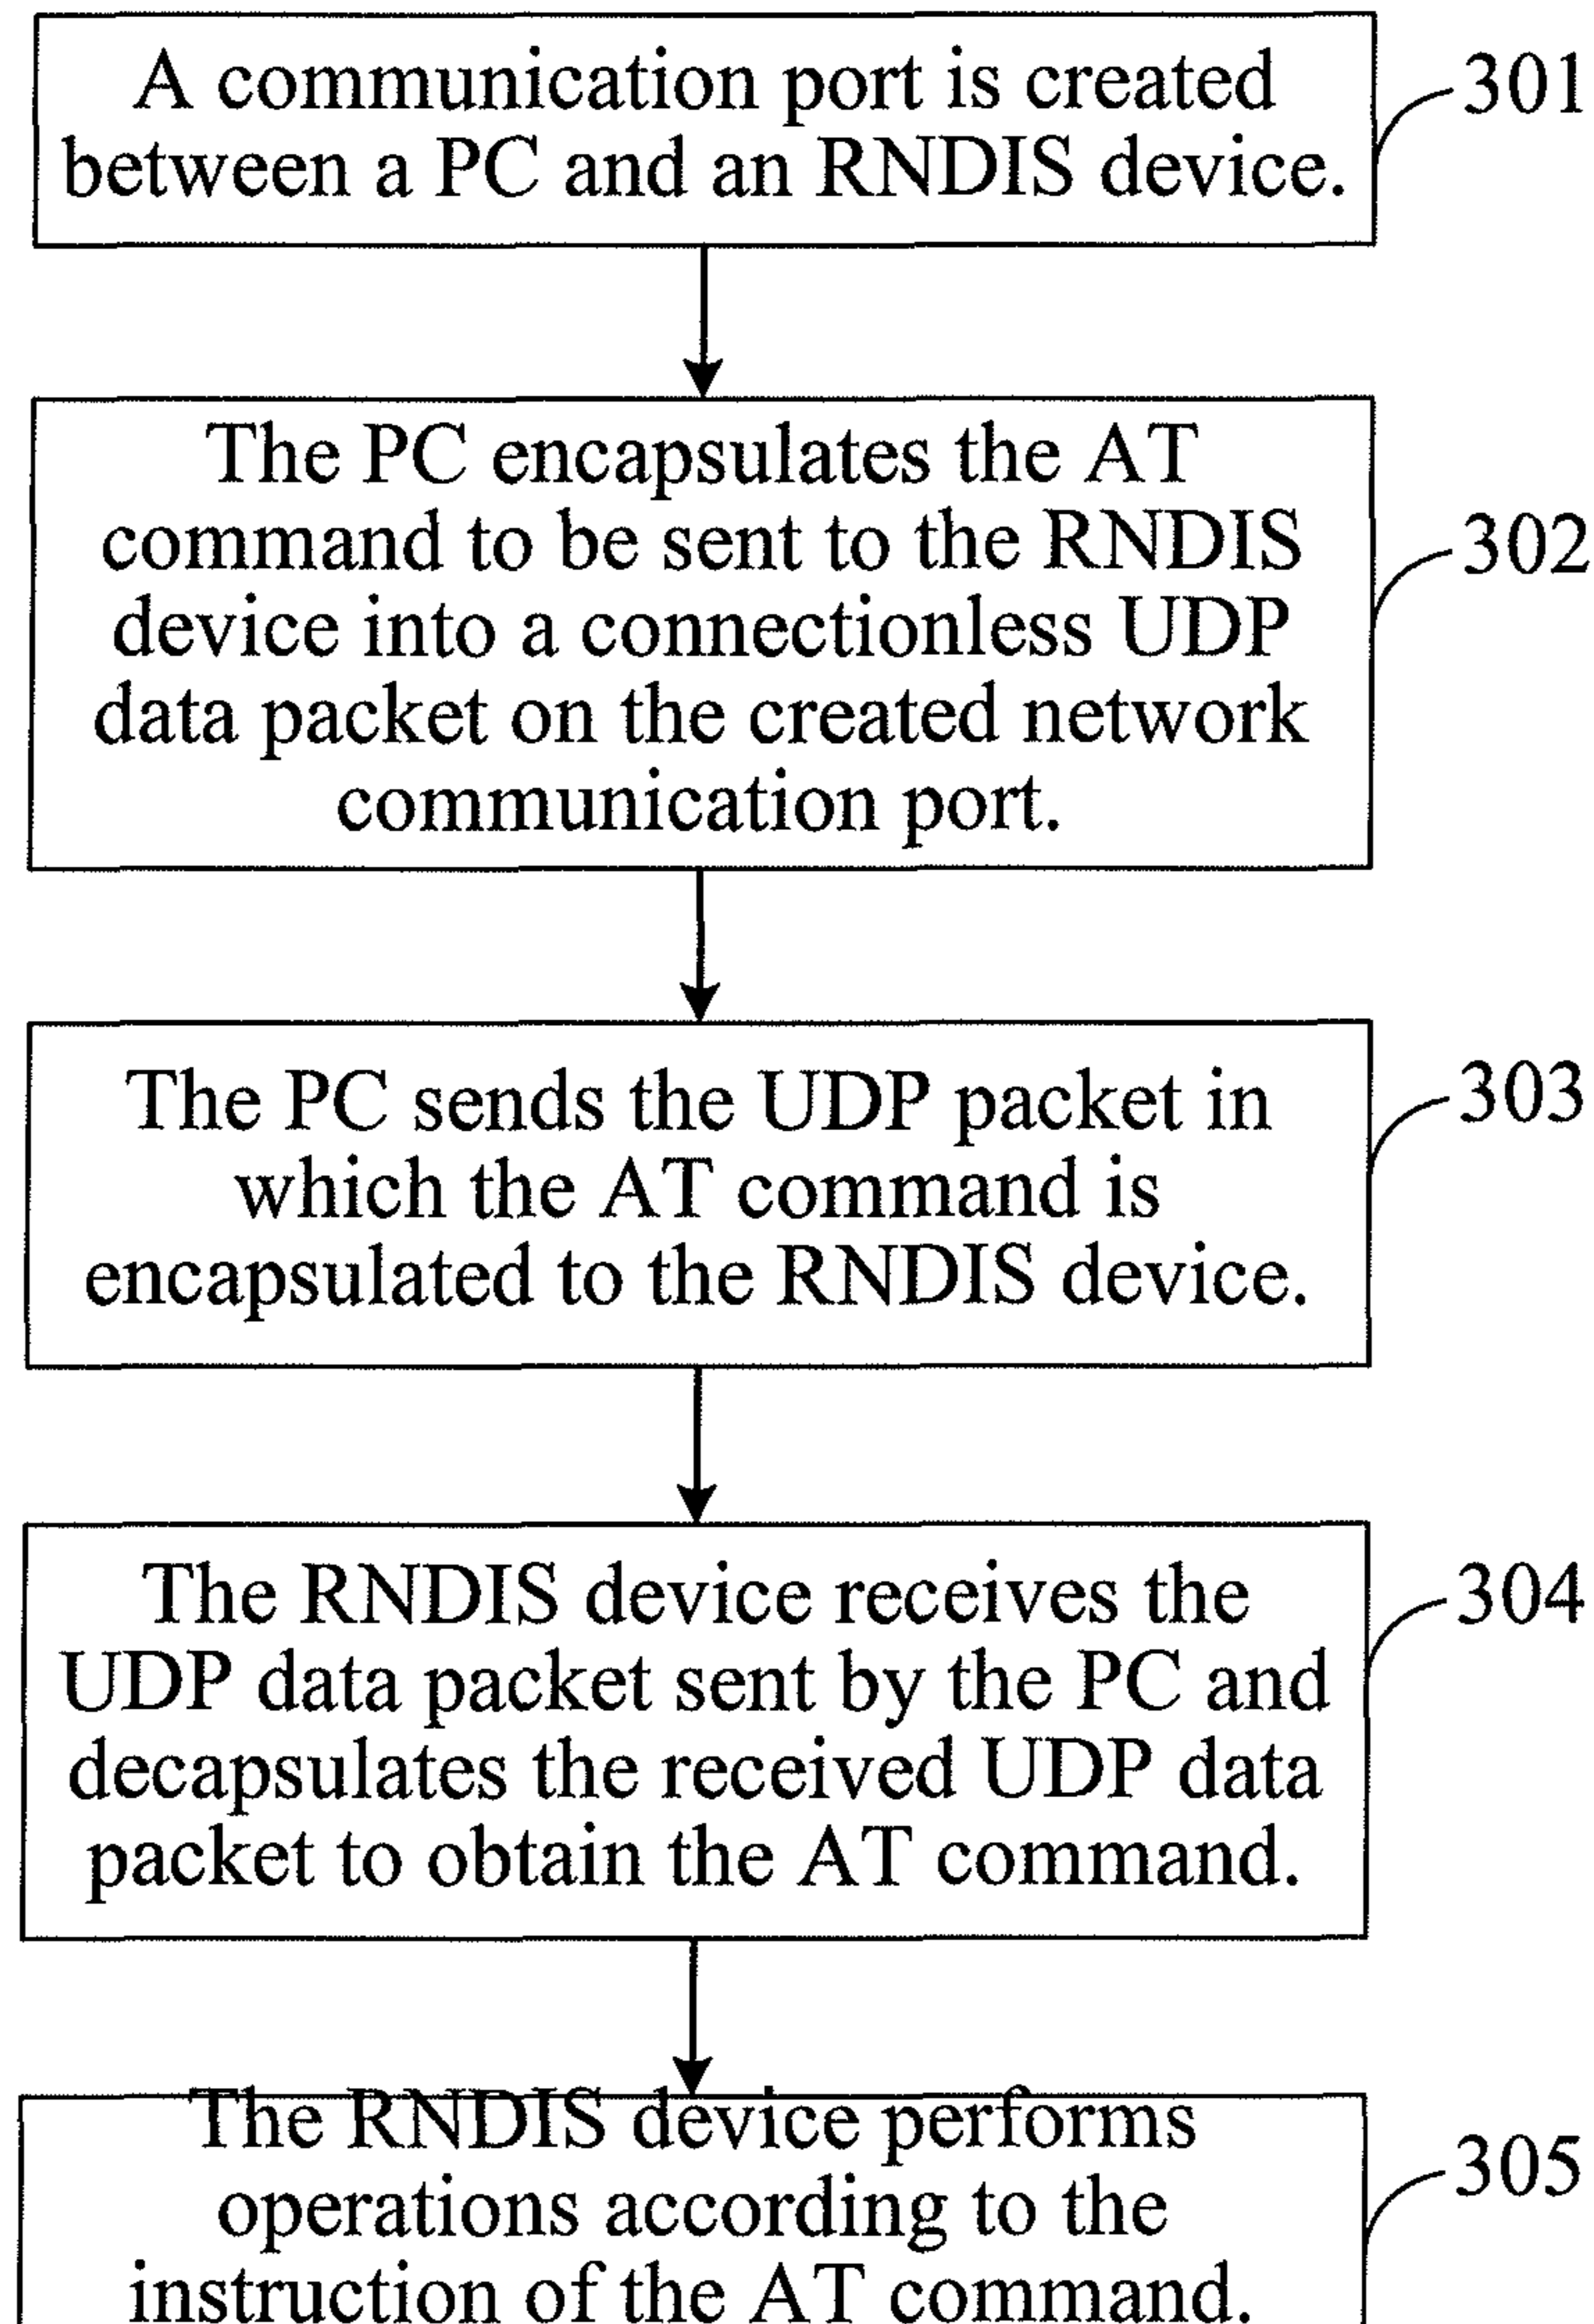 A communication port is created
between a PC and an RNDIS device.
301
The PC encapsulates the AT
command to be sent to the RNDIS
device into a connectionless UDP
data packet on the created network
communication port.
302
The PC sends the UDP packet in
which the AT command is
encapsulated to the RNDIS device.
303
The RNDIS device receives the
UDP data packet sent by the PC and
decapsulates the received UDP data
packet to obtain the AT command.
304
The RNDIS device performs
operations according to the
instruction of the AT command.
305